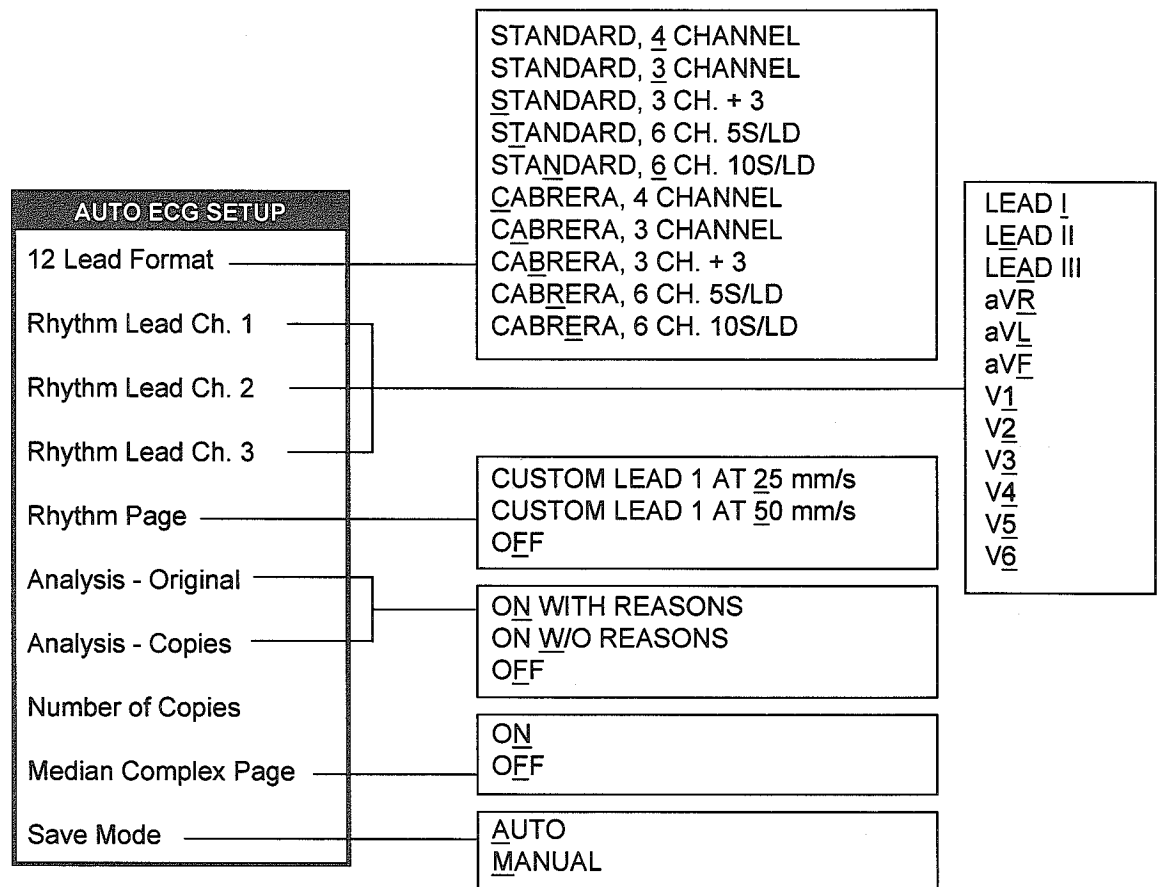 STANDARD, 4 CHANNEL
STANDARD, 3 CHANNEL
STANDARD, 3 CH. + 3
STANDARD, 6 CH. 5S/LD
STANDARD, 6 CH. 10S/LD
CABRERA, 4 CHANNEL
CABRERA, 3 CHANNEL
CABRERA, 3 CH. + 3
CABRERA, 6 CH. 5S/LD
CABRERA, 6 CH. 10S/LD
AUTO ECG SETUP
12 Lead Format
Rhythm Lead Ch. 1
Rhythm Lead Ch. 2
Rhythm Lead Ch. 3
Rhythm Page
Analysis - Original
Analysis - Copies
Number of Copies
Median Complex Page
Save Mode
LEAD I
LEAD II
LEAD III
aVR
aVL
aVF
V1
V2
V3
V4
V5
V6
CUSTOM LEAD 1 AT 25 mm/s
CUSTOM LEAD 1 AT 50 mm/s
OFF
ON WITH REASONS
ON W/O REASONS
OFF
ON
OFF
AUTO
MANUAL